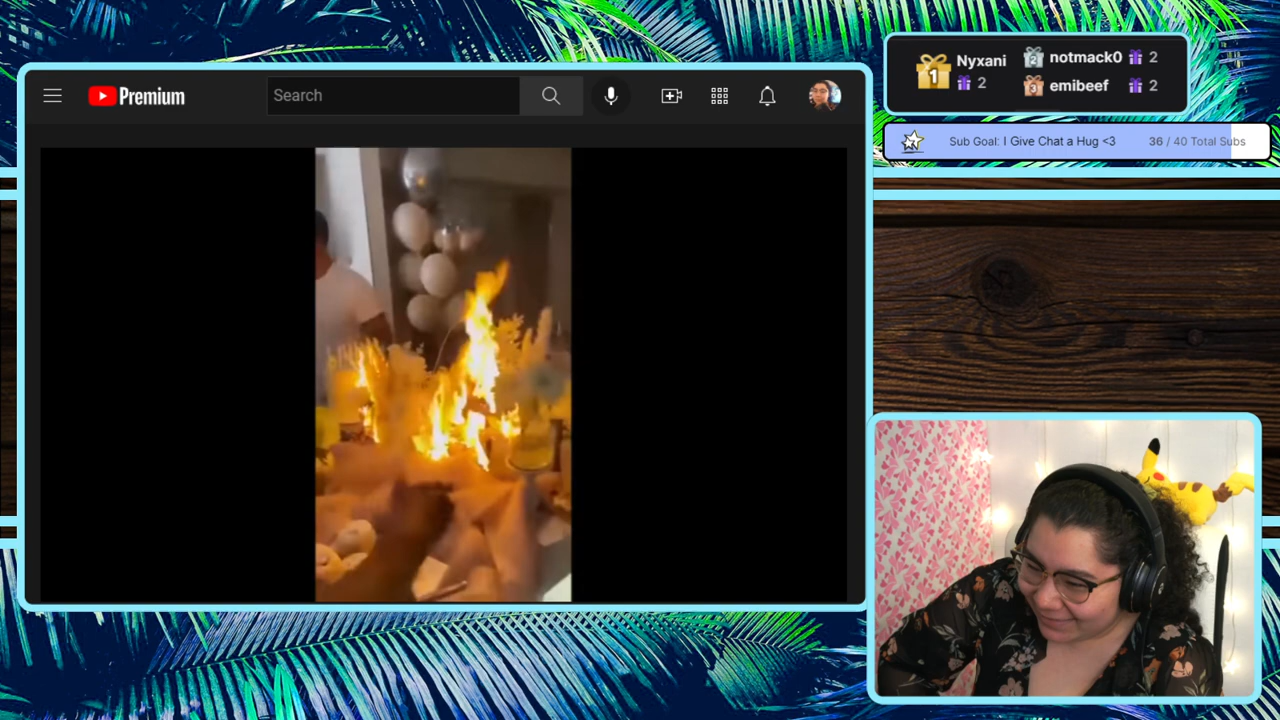 Premium
Search
1
Nyxani
2
2
notmack0
2
3
emibeef
2
Sub Goal: I Give Chat a Hug <3
36 / 40 Total Subs